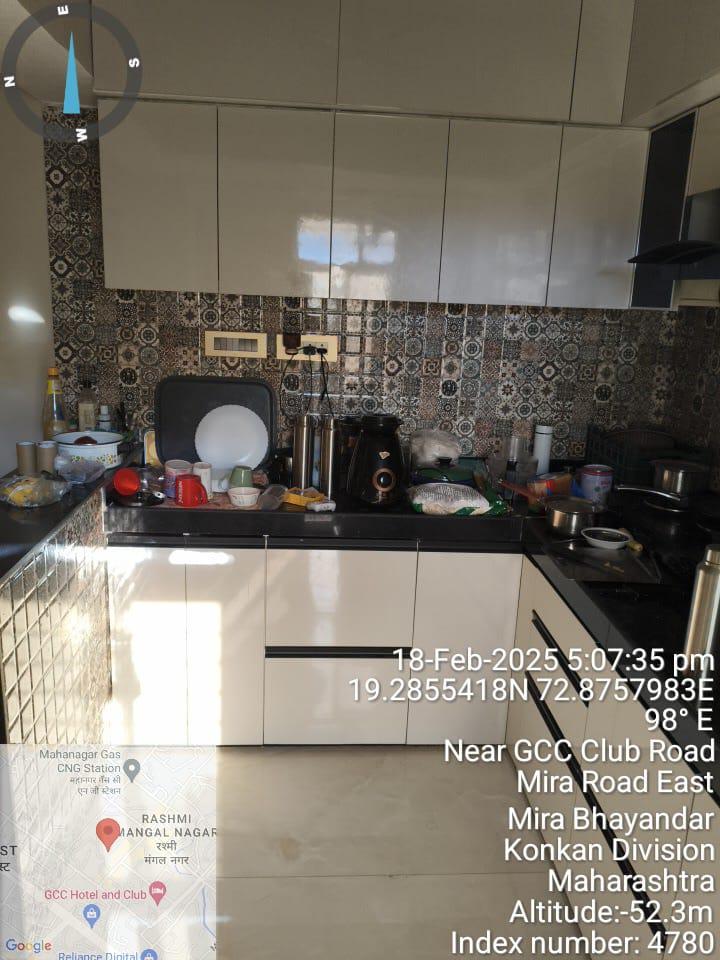 E
N
S
W
18-Feb-2025 5:07:35 pm
19.2855418N 72.8757983E
98° E
Near GCC Club Road
Mira Road East
Mira Bhayandar
Konkan Division
Maharashtra
Altitude:-52.3m
Index number: 4780
Mahanagar Gas
CNG Station
महानगर गॅस सी
एन जी स्टेशन
RASHMI
MANGAL NAGAR
रश्मी
मंगल नगर
ST
स्ट
GCC Hotel and Club
Google
Reliance Digital